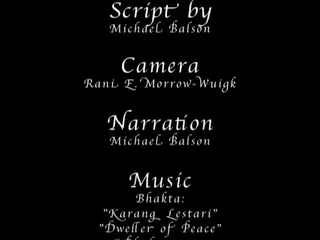 Script by
Michael Balson
Camera
Rani E. Morrow-Wuigk
Narration
Michael Balson
Music
Bhakta:
"Karang Lestari"
"Dweller of Peace"